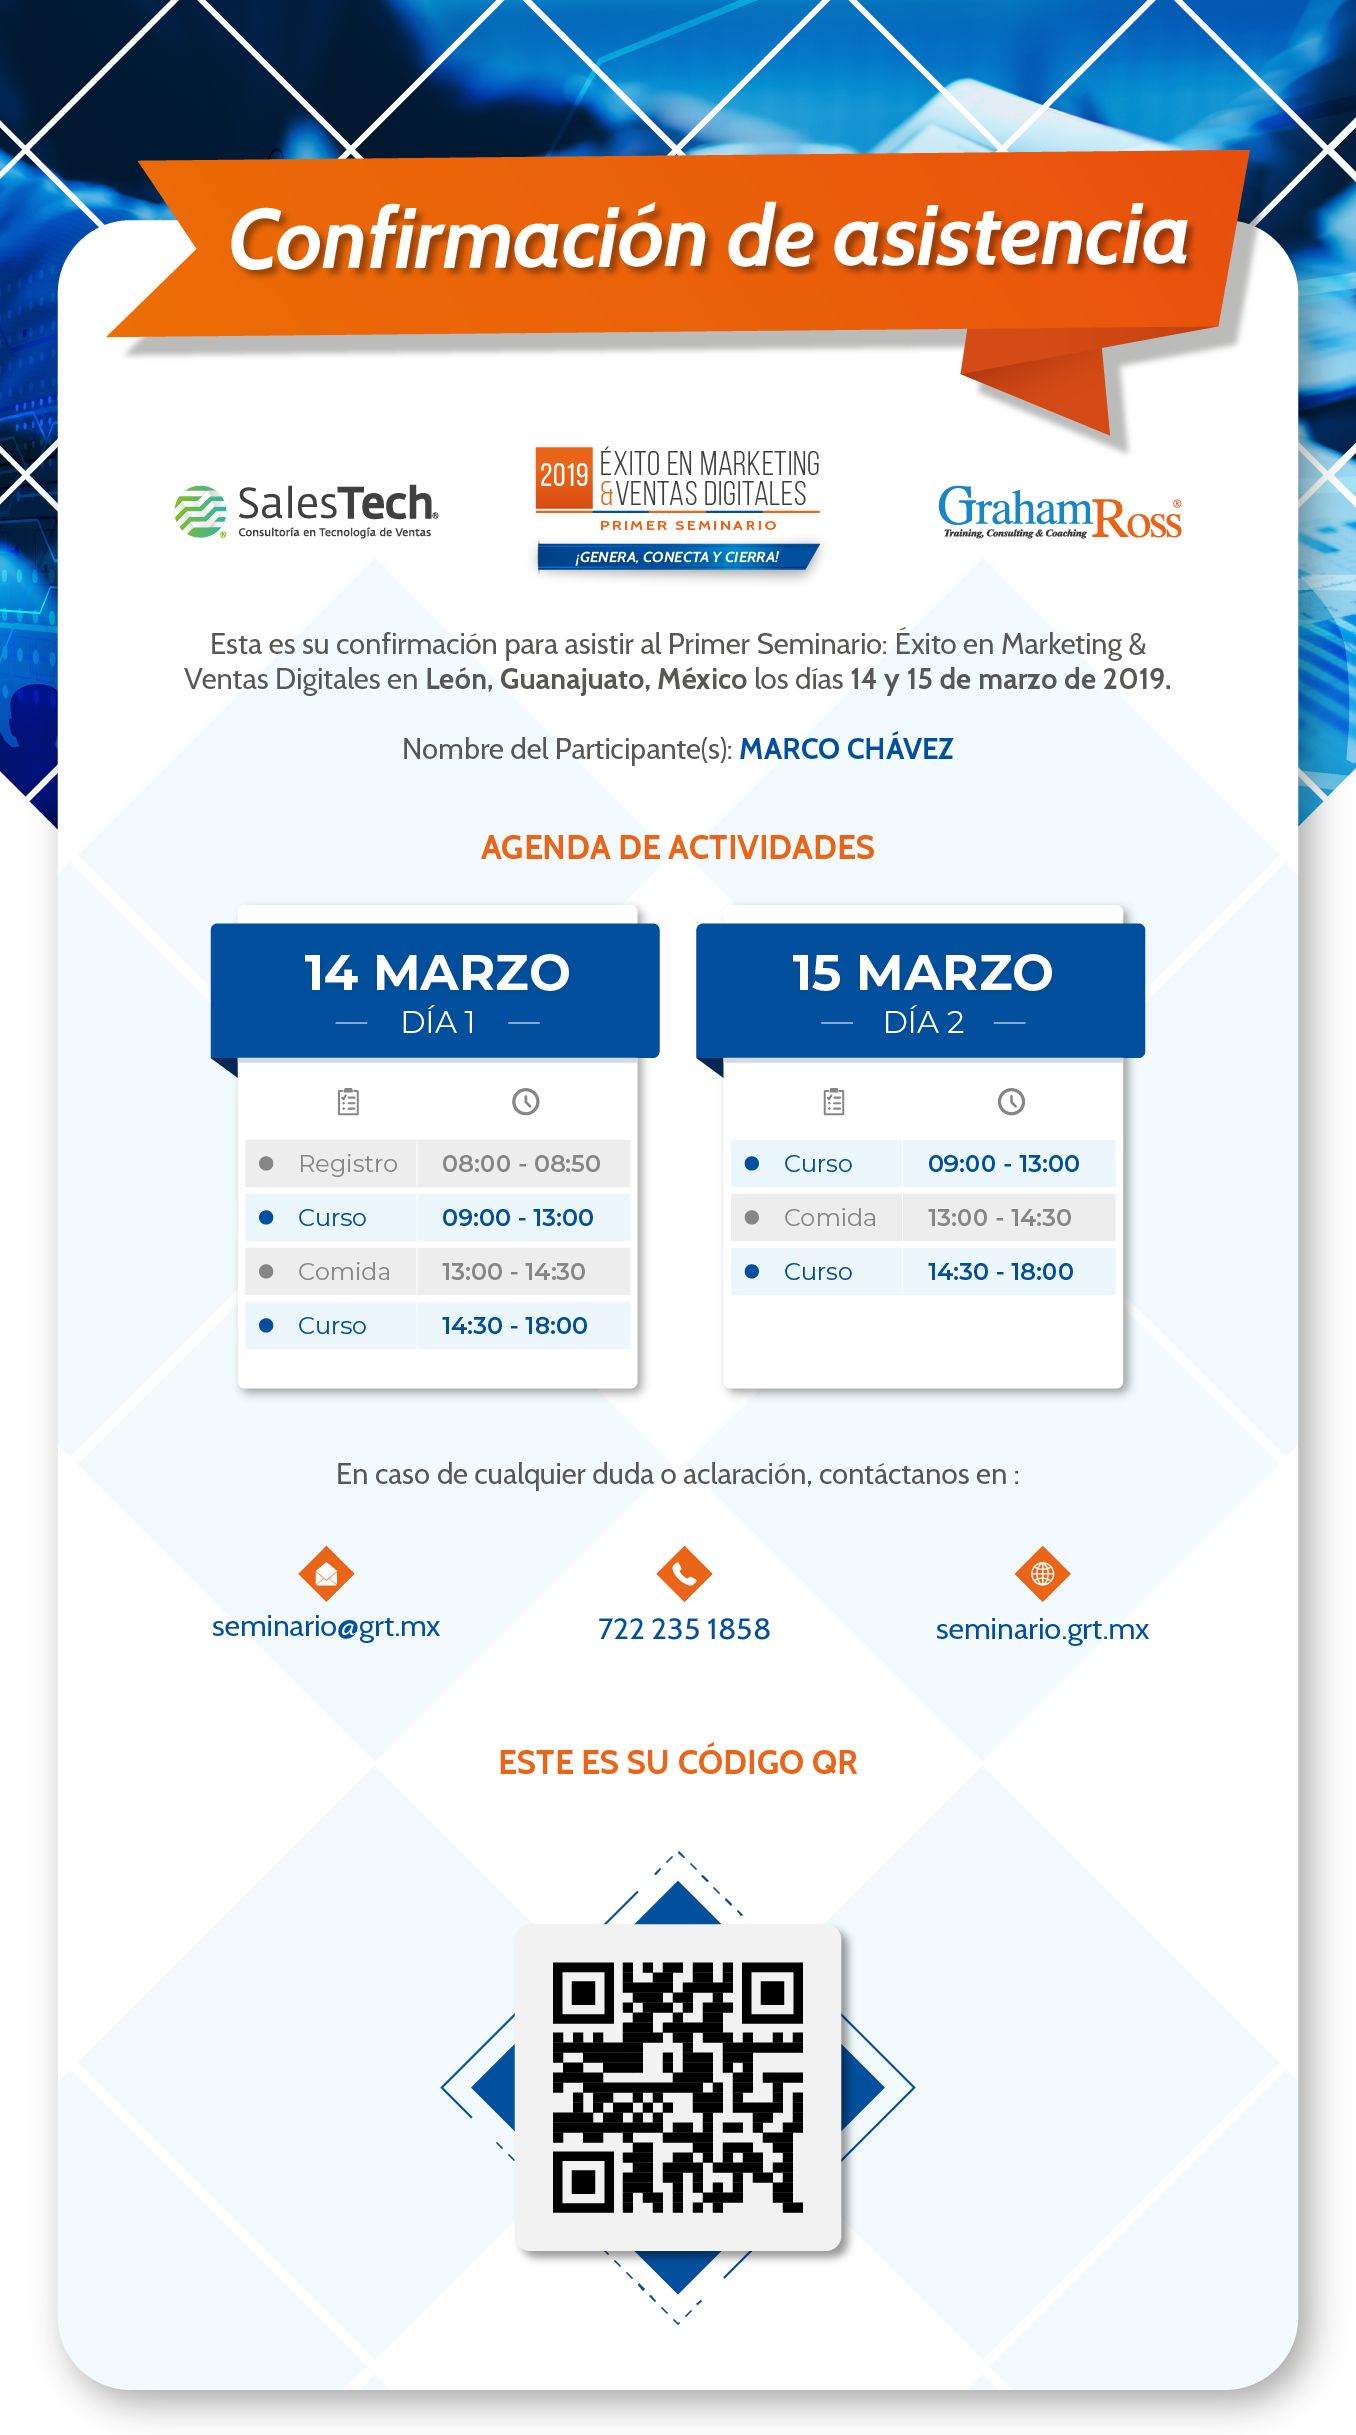 Confirmación de asistencia
SalesTech®
Consultoría en Tecnología de Ventas
®
2019
ÉXITO EN MARKETING
& VENTAS DIGITALES
PRIMER SEMINARIO
¡GENERA, CONECTA Y CIERRA!
GrahamRoss®
Training, Consulting & Coaching
Esta es su confirmación para asistir al Primer Seminario: Éxito en Marketing &
Ventas Digitales en León, Guanajuato, México los días 14 y 15 de marzo de 2019.
Nombre del Participante(s): MARCO CHÁVEZ
AGENDA DE ACTIVIDADES
14 MARZO
DÍA 1
Registro 08:00 - 08:50
Curso 09:00 - 13:00
Comida 13:00 - 14:30
Curso 14:30 - 18:00
15 MARZO
DÍA 2
Curso 09:00 - 13:00
Comida 13:00 - 14:30
Curso 14:30 - 18:00
En caso de cualquier duda o aclaración, contáctanos en :
seminario@grt.mx
722 235 1858
seminario.grt.mx
ESTE ES SU CÓDIGO QR